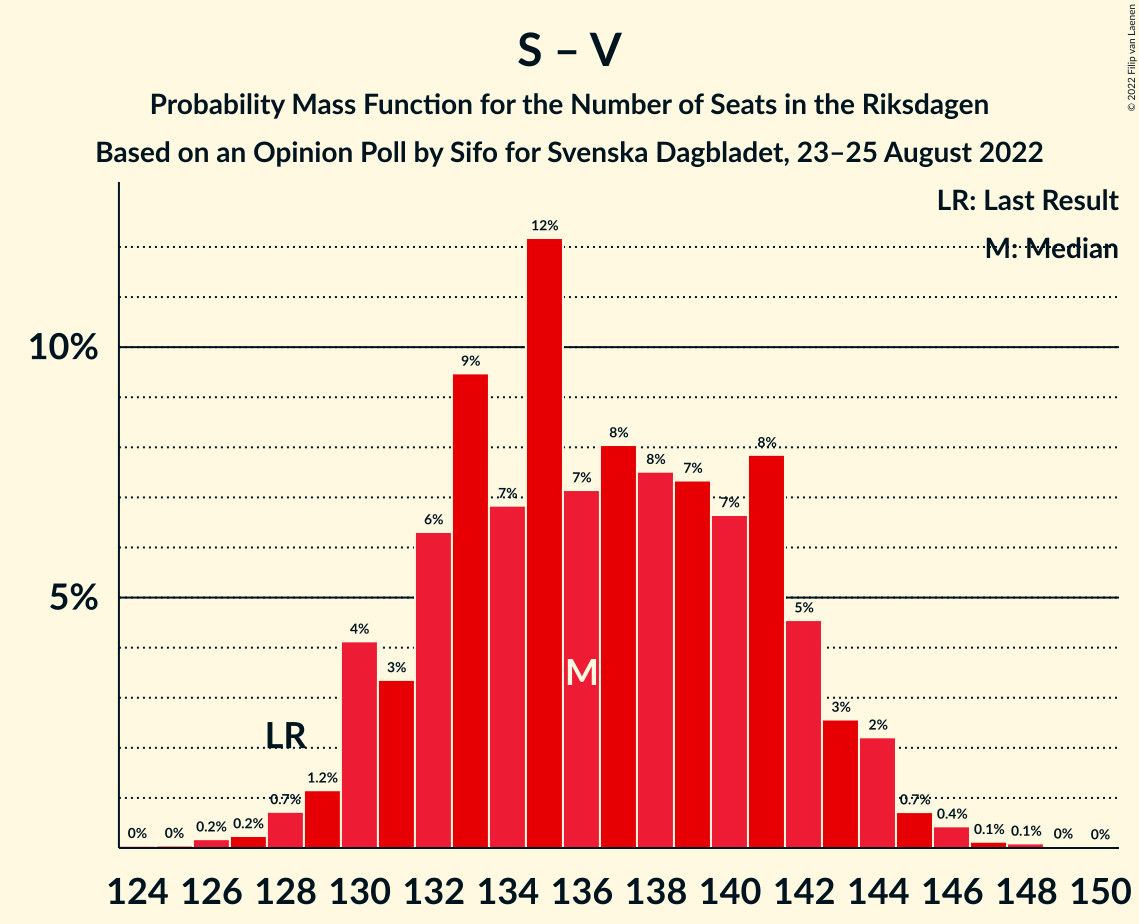 © 2022 Filip van Laenen
S – V
Probability Mass Function for the Number of Seats in the Riksdagen
Based on an Opinion Poll by Sifo for Svenska Dagbladet, 23–25 August 2022
LR: Last Result
M: Median
10%
5%
0% 0% 0.2% 0.2% 0.7% 1.2% 4% 3% 6% 9% 7% 12% 7% 8% 8% 7% 7% 8% 5% 3% 2% 0.7% 0.4% 0.1% 0.1% 0% 0%
LR
M
124 126 128 130 132 134 136 138 140 142 144 146 148 150